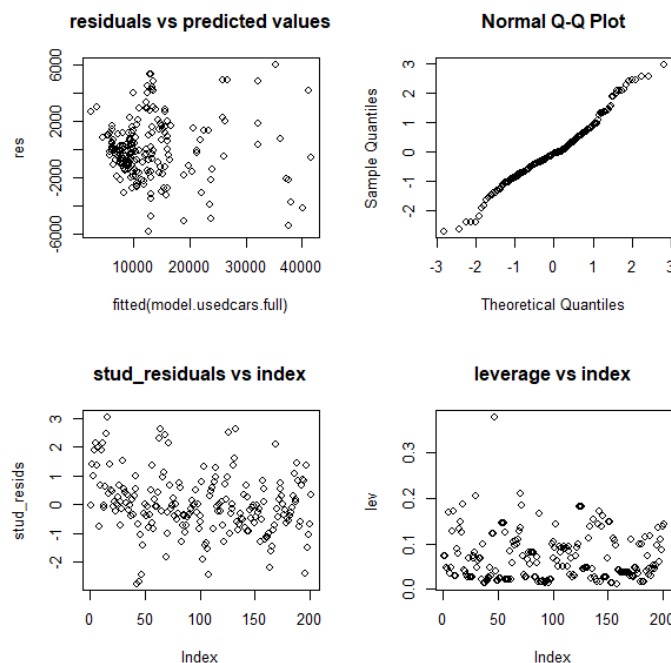 residuals vs predicted values
res
-6000 -2000 2000 6000
10000 20000 30000 40000
fitted(model.usedcars.full)
Normal Q-Q Plot
Sample Quantiles
-2 -1 0 1 2 3
-3 -2 -1 0 1 2 3
Theoretical Quantiles
stud_residuals vs index
stud_resids
-2 -1 0 1 2 3
0 50 100 150 200
Index
leverage vs index
lev
0.0 0.1 0.2 0.3
0 50 100 150 200
Index